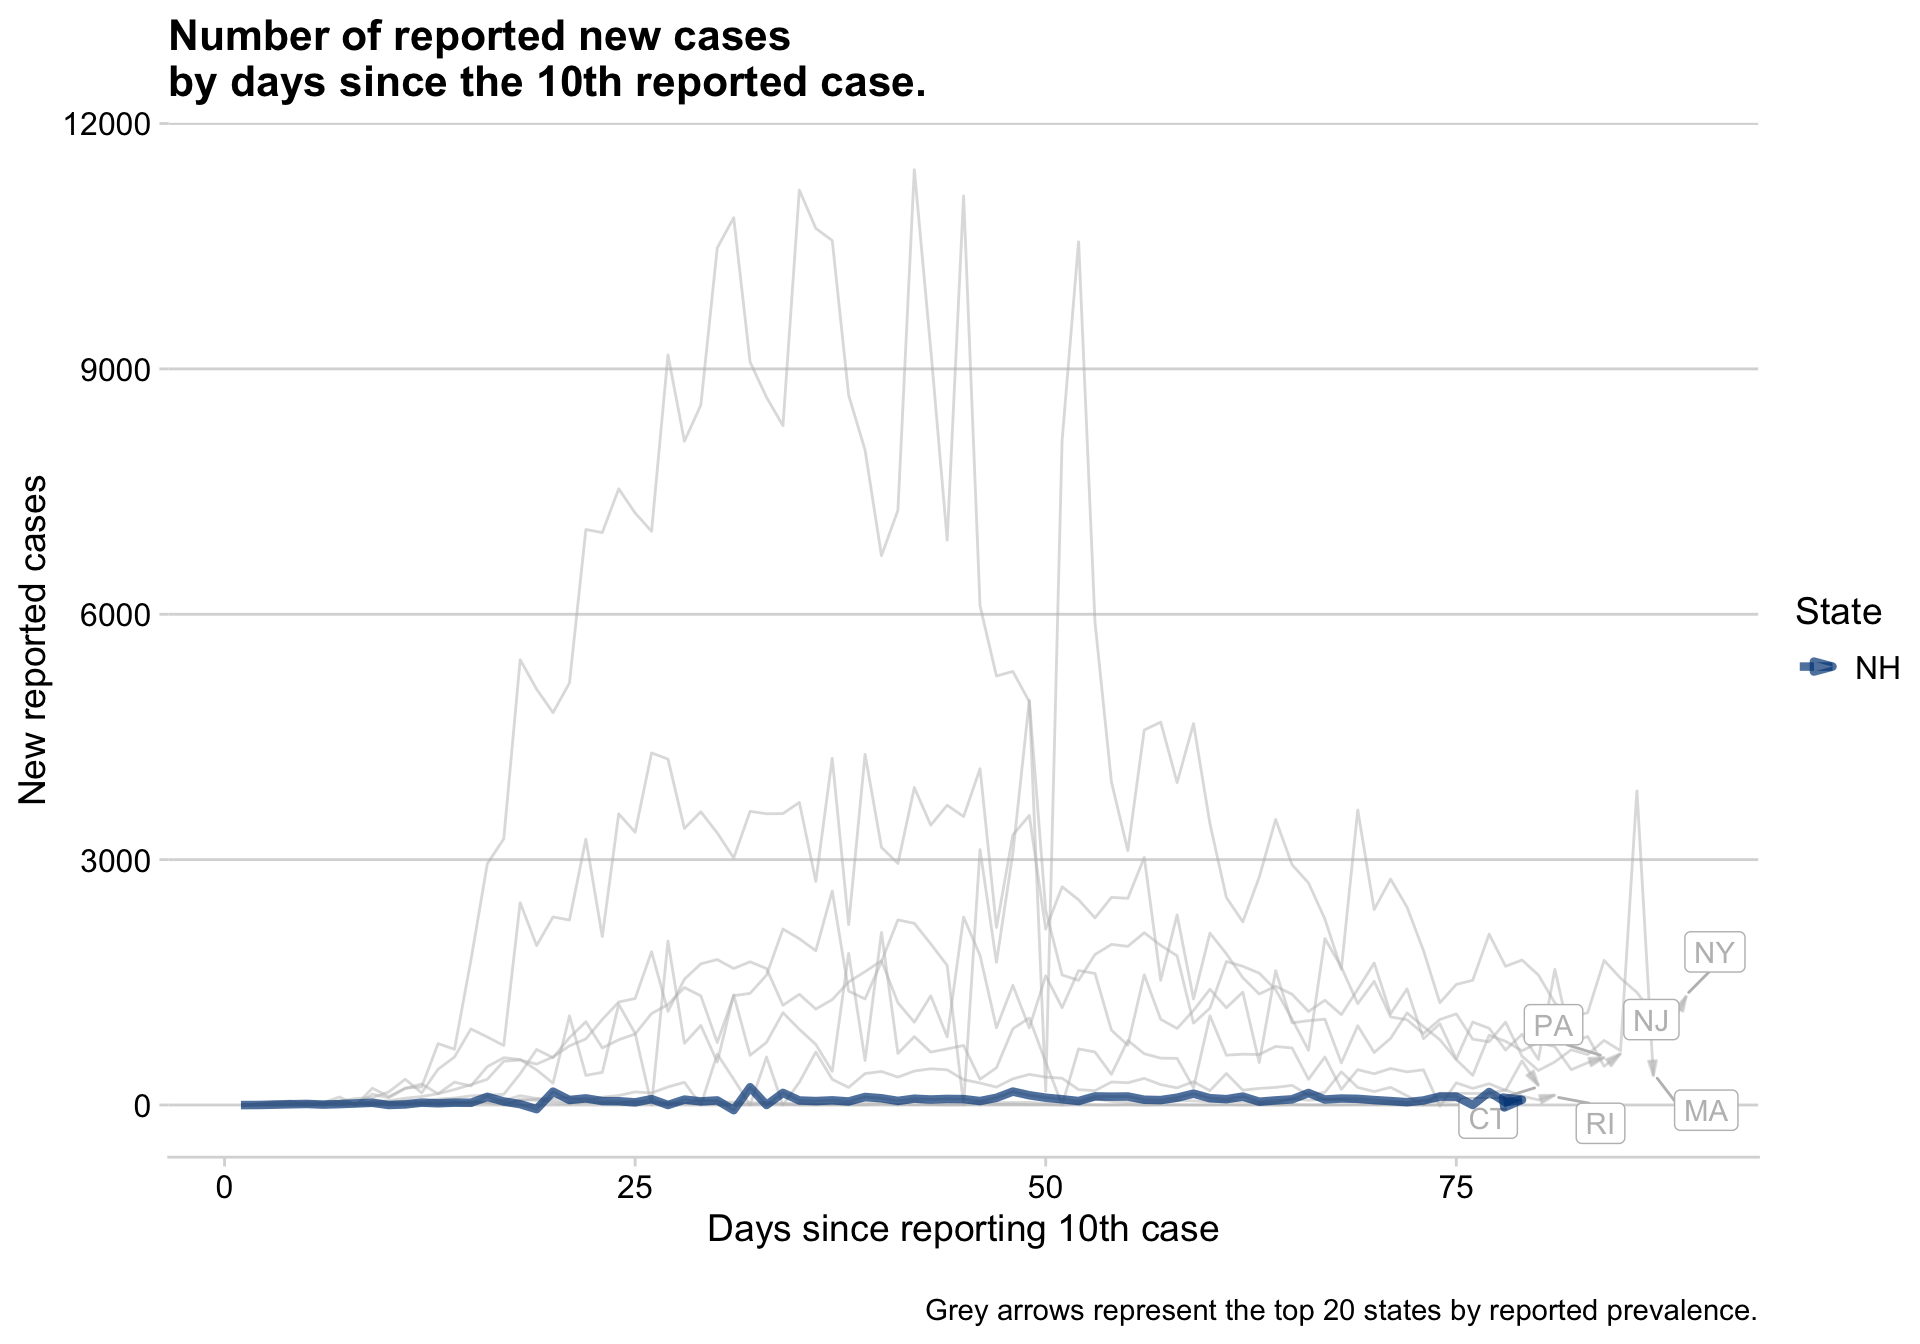 Number of reported new cases
by days since the 10th reported case.
12000
9000
6000
3000
0
New reported cases
NY
PA
NJ
CT
RI
MA
State
NH
0
25
50
75
Days since reporting 10th case
Grey arrows represent the top 20 states by reported prevalence.